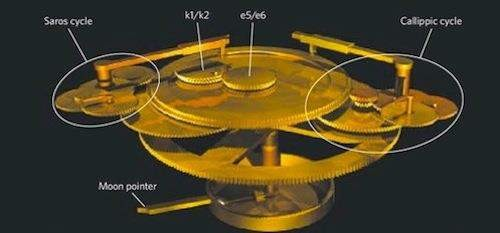 Saros cycle
k1/k2
e5/e6
Callippic cycle
Moon pointer